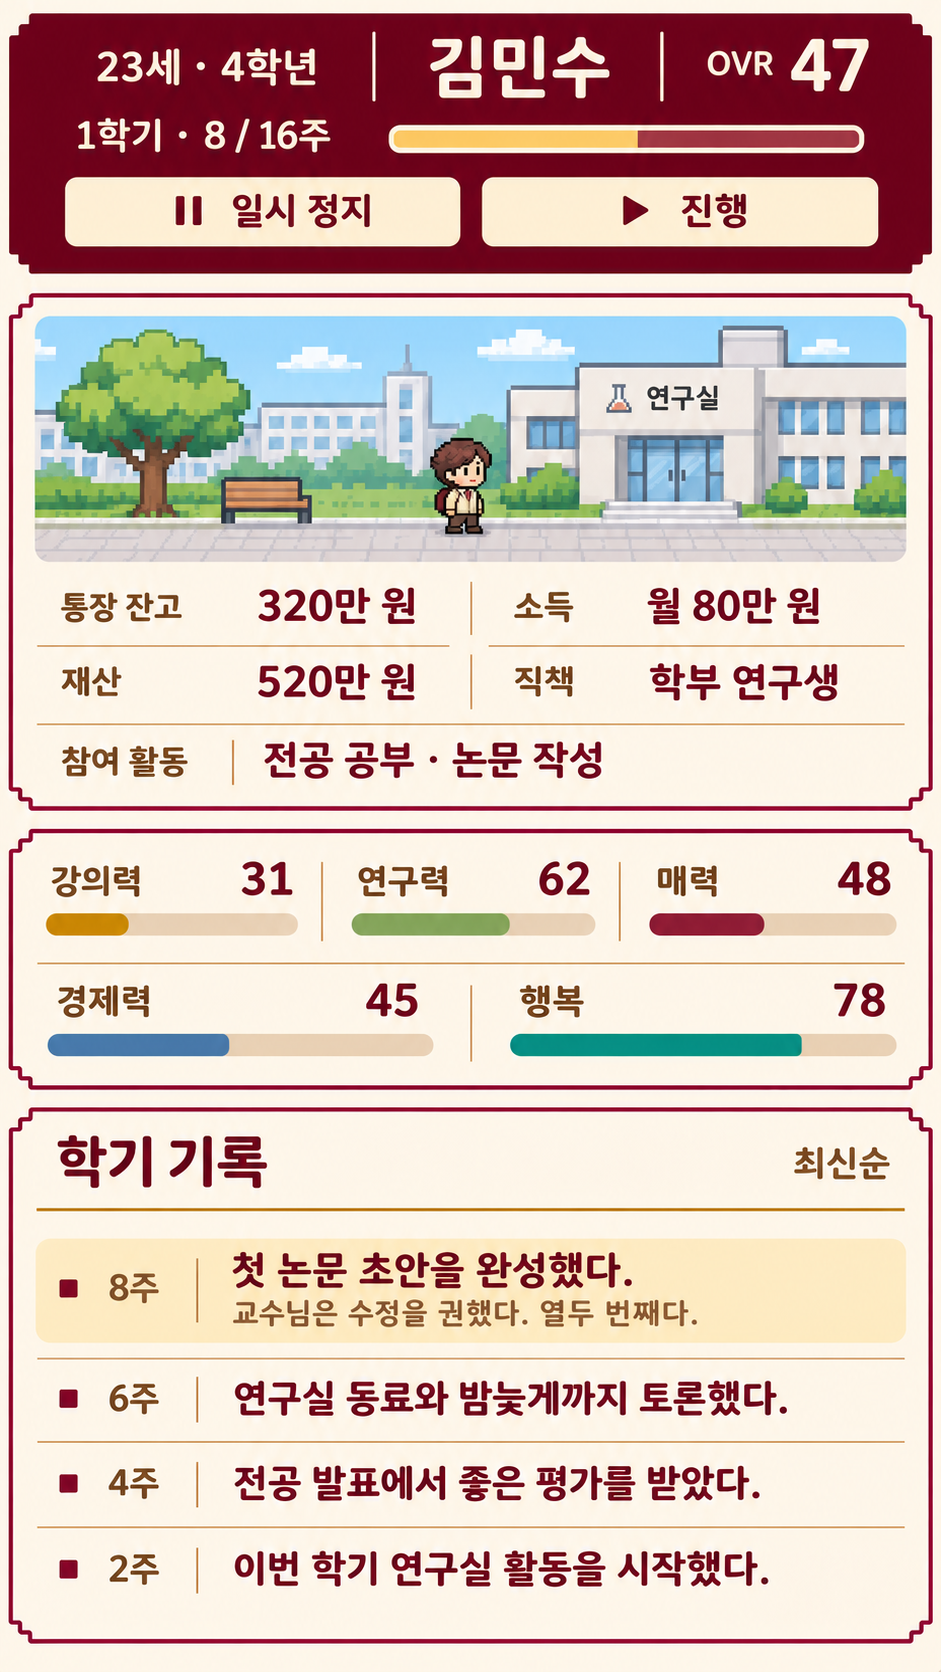 23세 · 4학년
김민수
OVR 47
1학기 · 8 / 16주
일시 정지
진행
연구실
통장 잔고 320만 원
소득 월 80만 원
재산 520만 원
직책 학부 연구생
참여 활동 전공 공부 · 논문 작성
강의력 31
연구력 62
매력 48
경제력 45
행복 78
학기 기록
최신순
8주 첫 논문 초안을 완성했다.
교수님은 수정을 권했다. 열두 번째다.
6주 연구실 동료와 밤늦게까지 토론했다.
4주 전공 발표에서 좋은 평가를 받았다.
2주 이번 학기 연구실 활동을 시작했다.